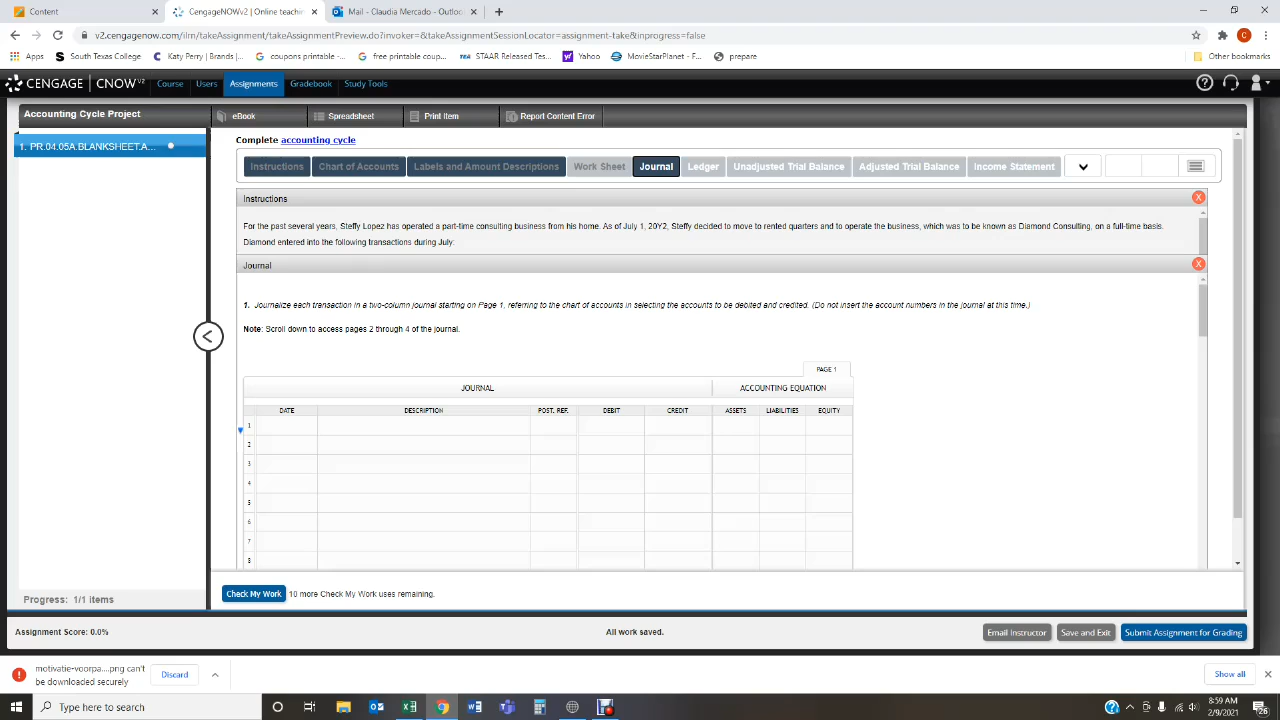 Content
CengageNOWv2 | Online teachin
Mail - Claudia Mercado - Outlook
v2.cengagenow.com/ilrn/takeAssignment/takeAssignmentPreview.do?invoker=&takeAssignmentSessionLocator=assignment-take&inprogress=false
C
Apps
South Texas College
Katy Perry | Brands |
coupons printable -...
free printable coup...
STAAR Released Tes...
Yahoo
MovieStarPlanet - F...
prepare
Other bookmarks
CENGAGE | CNOWV2
Course
Users
Assignments
Gradebook
Study Tools
Accounting Cycle Project
eBook
Spreadsheet
Print Item
Report Content Error
1. PR.04.05A.BLANKSHEET.A...
Complete accounting cycle
Instructions
Chart of Accounts
Labels and Amount Descriptions
Work Sheet
Journal
Ledger
Unadjusted Trial Balance
Adjusted Trial Balance
Income Statement
Instructions
X
For the past several years, Steffy Lopez has operated a part-time consulting business from his home. As of July 1, 20Y2, Steffy decided to move to rented quarters and to operate the business, which was to be known as Diamond Consulting, on a full-time basis.
Diamond entered into the following transactions during July:
Journal
X
1. Journalize each transaction in a two-column journal starting on Page 1, referring to the chart of accounts in selecting the accounts to be debited and credited. (Do not insert the account numbers in the journal at this time.)
Note: Scroll down to access pages 2 through 4 of the journal.
PAGE 1
JOURNAL
ACCOUNTING EQUATION
DATE
DESCRIPTION
POST. REF.
DEBIT
CREDIT
ASSETS
LIABILITIES
EQUITY
1
2
3
4
5
6
7
8
Check My Work
10 more Check My Work uses remaining.
Progress: 1/1 items
Assignment Score: 0.0%
All work saved.
Email Instructor
Save and Exit
Submit Assignment for Grading
motivatie-voorpa....png can't
be downloaded securely
Discard
Show all
Type here to search
8:59 AM
2/9/2021
26